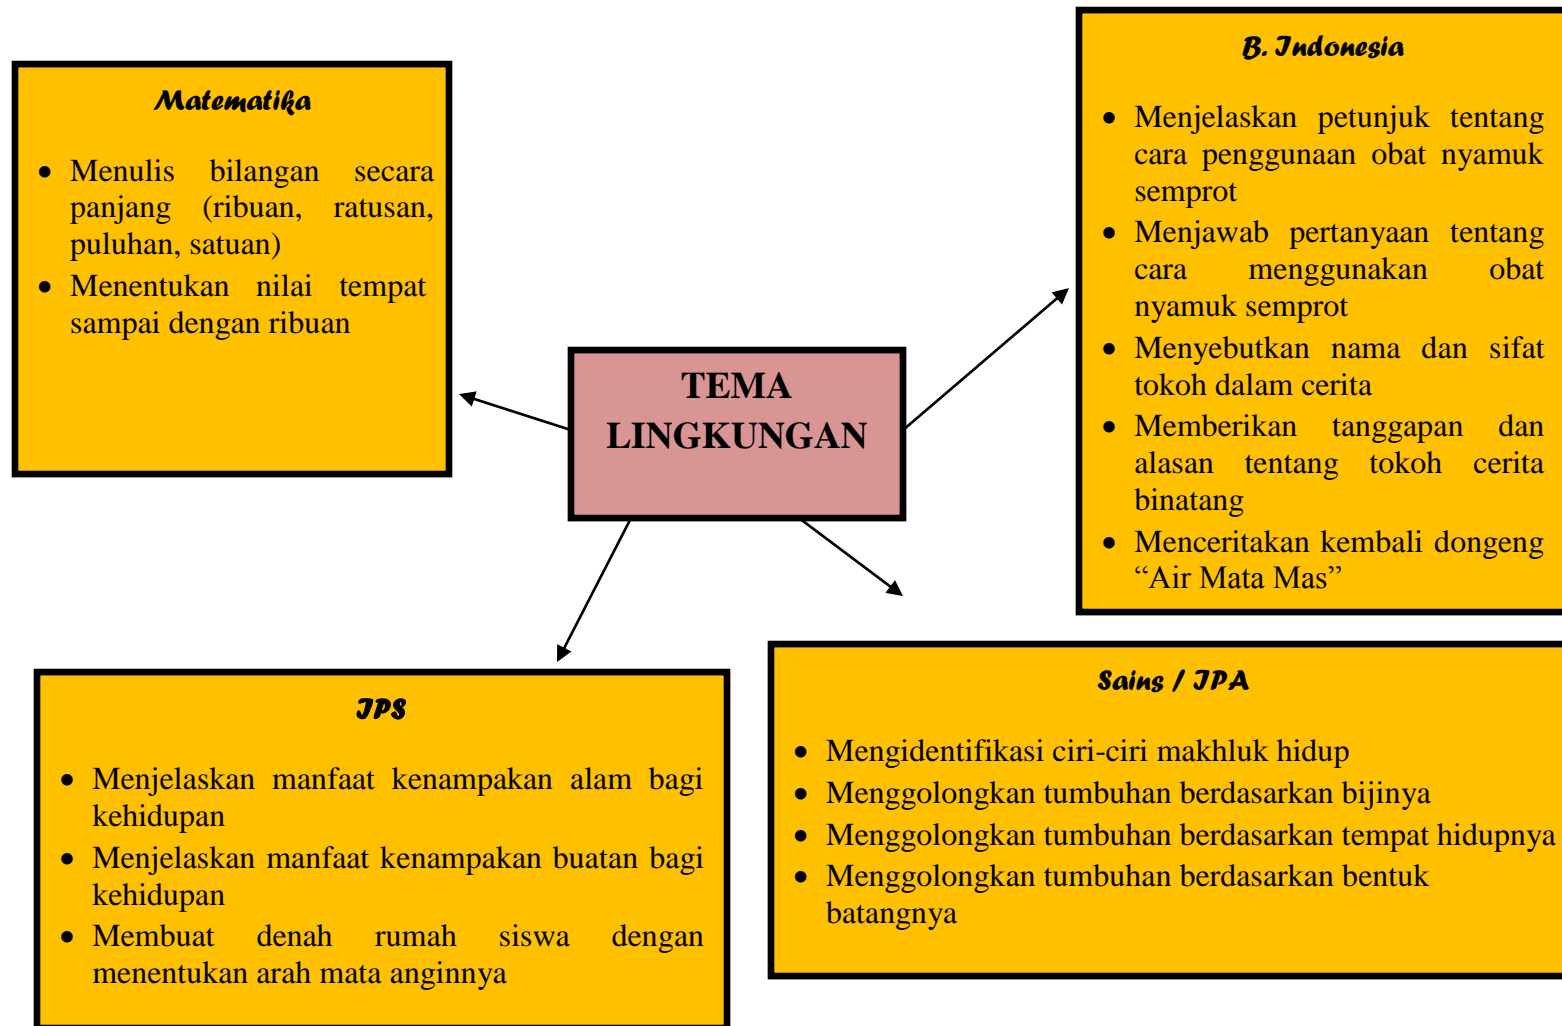 Matematika
• Menulis bilangan secara
panjang (ribuan, ratusan,
puluhan, satuan)
• Menentukan nilai tempat
sampai dengan ribuan
B. Indonesia
• Menjelaskan petunjuk tentang
cara penggunaan obat nyamuk
semprot
• Menjawab pertanyaan tentang
cara menggunakan obat
nyamuk semprot
• Menyebutkan nama dan sifat
tokoh dalam cerita
• Memberikan tanggapan dan
alasan tentang tokoh cerita
binatang
• Menceritakan kembali dongeng
“Air Mata Mas”
TEMA
LINGKUNGAN
IPS
• Menjelaskan manfaat kenampakan alam bagi
kehidupan
• Menjelaskan manfaat kenampakan buatan bagi
kehidupan
• Membuat denah rumah siswa dengan
menentukan arah mata anginnya
Sains / IPA
• Mengidentifikasi ciri-ciri makhluk hidup
• Menggolongkan tumbuhan berdasarkan bijinya
• Menggolongkan tumbuhan berdasarkan tempat hidupnya
• Menggolongkan tumbuhan berdasarkan bentuk
batangnya